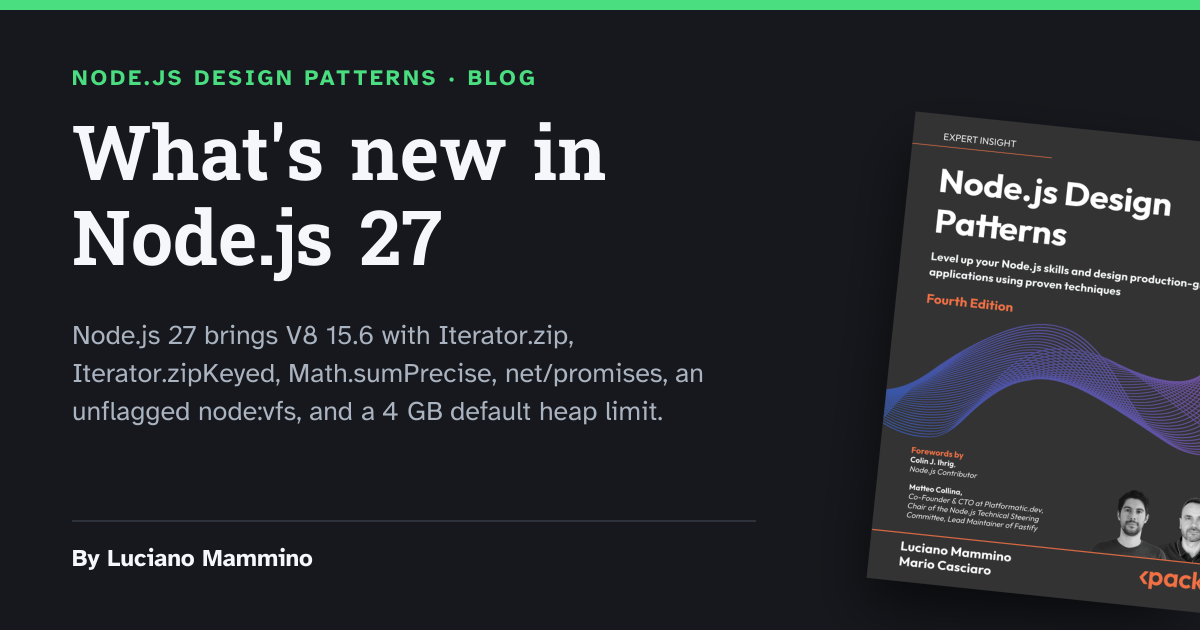 NODE.JS DESIGN PATTERNS · BLOG
What's new in
Node.js 27
Node.js 27 brings V8 15.6 with Iterator.zip,
Iterator.zipKeyed, Math.sumPrecise, net/promises, an
unflagged node:vfs, and a 4 GB default heap limit.
By Luciano Mammino
EXPERT INSIGHT
Node.js Design
Patterns
Level up your Node.js skills and design production-g
applications using proven techniques
Fourth Edition
Forewords by
Colin J. Ihrig,
Node.js Contributor
Matteo Collina,
Co-Founder & CTO at Platformatic.dev,
Chair of the Node.js Technical Steering
Committee, Lead Maintainer of Fastify
Luciano Mammino
Mario Casciaro
<pack